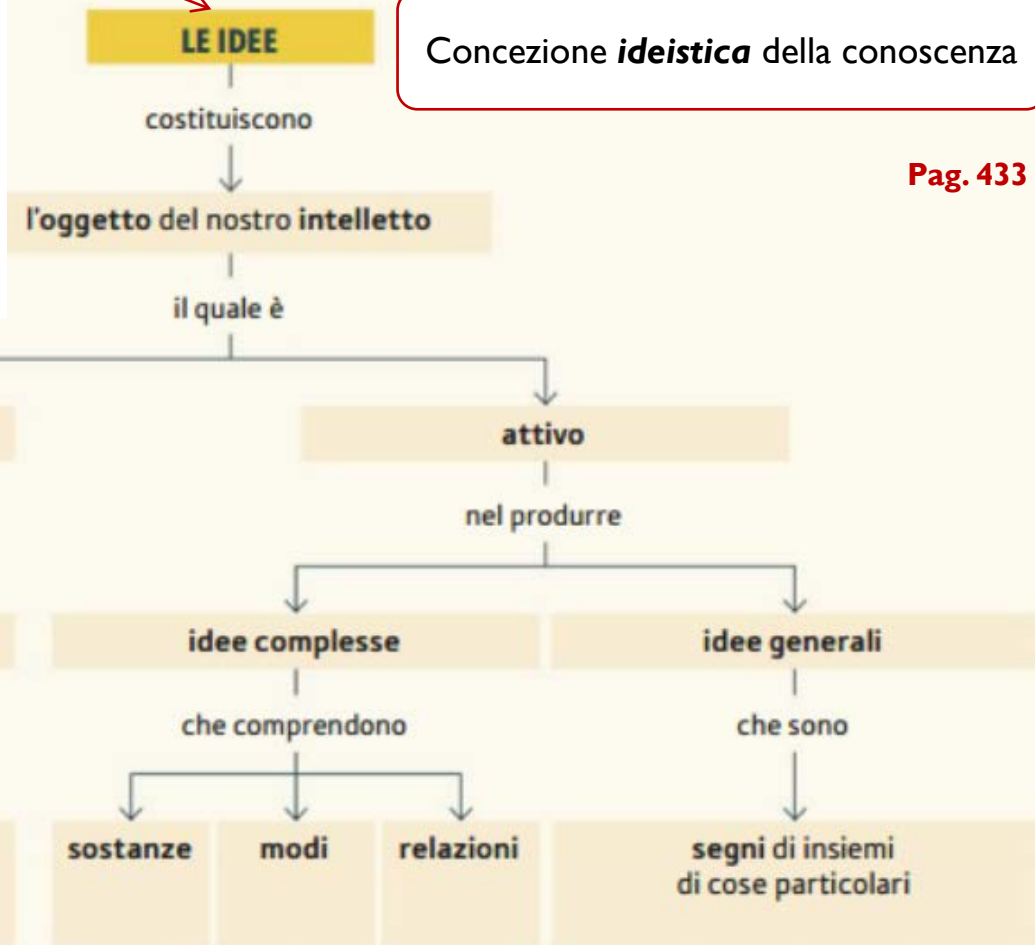 LE IDEE
Concezione ideistica della conoscenza
costituiscono
Pag. 433
l'oggetto del nostro intelletto
il quale è
attivo
nel produrre
idee complesse
idee generali
che comprendono
che sono
sostanze
modi
relazioni
segni di insiemi
di cose particolari